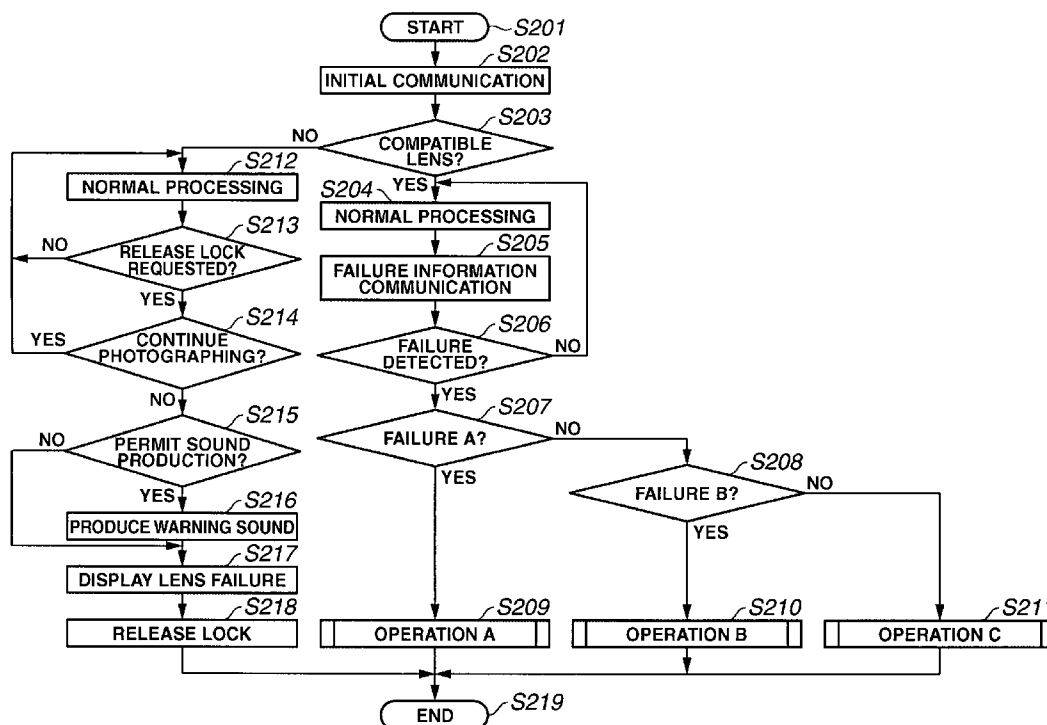 START
S201
S202
INITIAL COMMUNICATION
S203
NO
COMPATIBLE
LENS?
YES
S212
NORMAL PROCESSING
S213
NO
RELEASE LOCK
REQUESTED?
YES
S214
YES
CONTINUE
PHOTOGRAPHING?
NO
S215
NO
PERMIT SOUND
PRODUCTION?
YES
S216
PRODUCE WARNING SOUND
S217
DISPLAY LENS FAILURE
S218
RELEASE LOCK
S204
NORMAL PROCESSING
S205
FAILURE INFORMATION
COMMUNICATION
S206
FAILURE
DETECTED?
NO
YES
S207
FAILURE A?
NO
YES
S208
FAILURE B?
NO
YES
S209
OPERATION A
S210
OPERATION B
S211
OPERATION C
END
S219